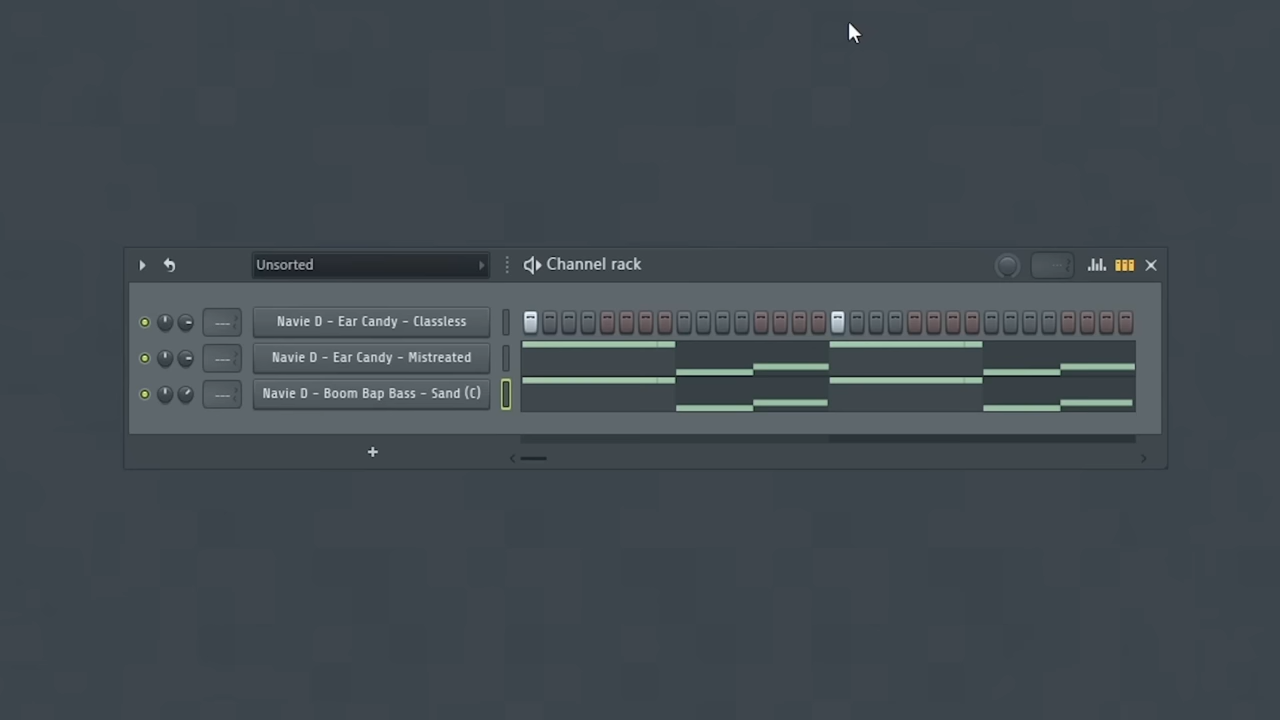 Unsorted
Channel rack
---
Navie D - Ear Candy - Classless
---
Navie D - Ear Candy - Mistreated
---
Navie D - Boom Bap Bass - Sand (C)
---
+